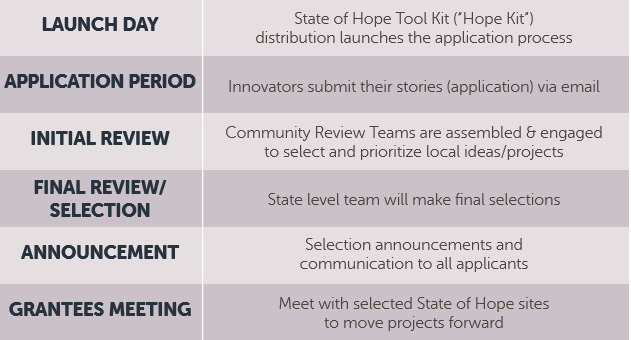 LAUNCH DAY
State of Hope Tool Kit ("Hope Kit")
distribution launches the application process
APPLICATION PERIOD
Innovators submit their stories (application) via email
INITIAL REVIEW
Community Review Teams are assembled & engaged
to select and prioritize local ideas/projects
FINAL REVIEW/
SELECTION
State level team will make final selections
ANNOUNCEMENT
Selection announcements and
communication to all applicants
GRANTEES MEETING
Meet with selected State of Hope sites
to move projects forward